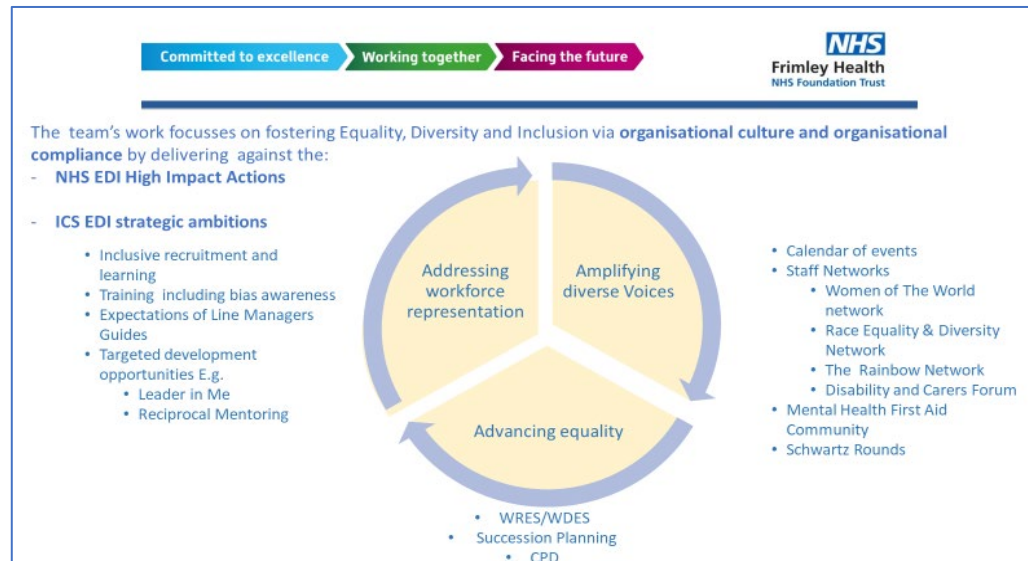 Committed to excellence
Working together
Facing the future
NHS
Frimley Health
NHS Foundation Trust
The team's work focusses on fostering Equality, Diversity and Inclusion via organisational culture and organisational
compliance by delivering against the:
- NHS EDI High Impact Actions
- ICS EDI strategic ambitions
• Inclusive recruitment and
learning
• Training including bias awareness
• Expectations of Line Managers
Guides
• Targeted development
opportunities E.g.
• Leader in Me
• Reciprocal Mentoring
Addressing
workforce
representation
Amplifying
diverse Voices
Advancing equality
• Calendar of events
• Staff Networks
• Women of The World
network
• Race Equality & Diversity
Network
• The Rainbow Network
• Disability and Carers Forum
• Mental Health First Aid
Community
• Schwartz Rounds
• WRES/WDES
• Succession Planning
• CPD